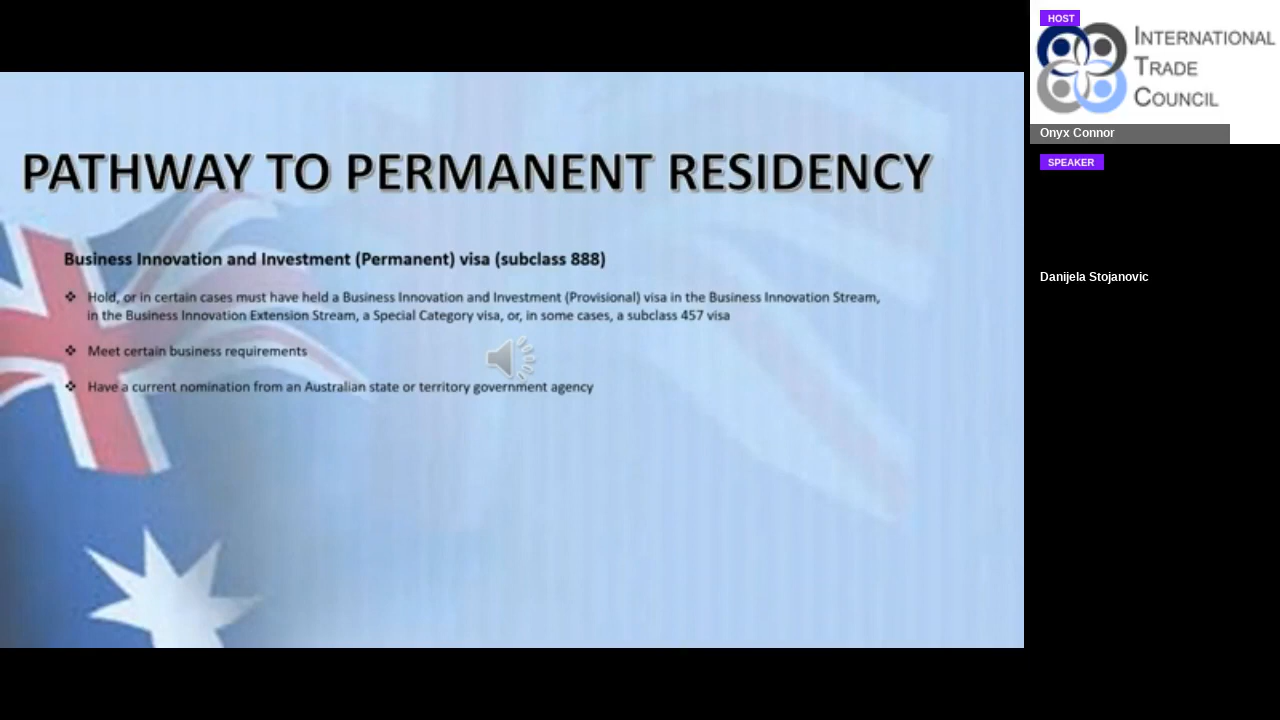 PATHWAY TO PERMANENT RESIDENCY
Business Innovation and Investment (Permanent) visa (subclass 888)
❖ Hold, or in certain cases must have held a Business Innovation and Investment (Provisional) visa in the Business Innovation Stream,
in the Business Innovation Extension Stream, a Special Category visa, or, in some cases, a subclass 457 visa
❖ Meet certain business requirements
❖ Have a current nomination from an Australian state or territory government agency
HOST
INTERNATIONAL
TRADE
COUNCIL
Onyx Connor
SPEAKER
Danijela Stojanovic